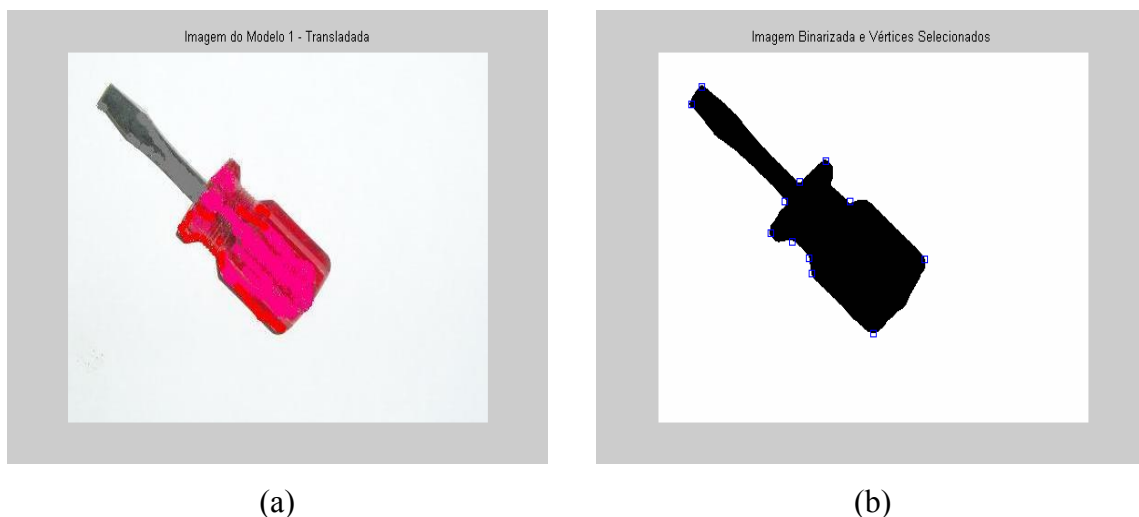 Imagem do Modelo 1 - Transladada
Imagem Binarizada e Vértices Selecionados
(a)
(b)